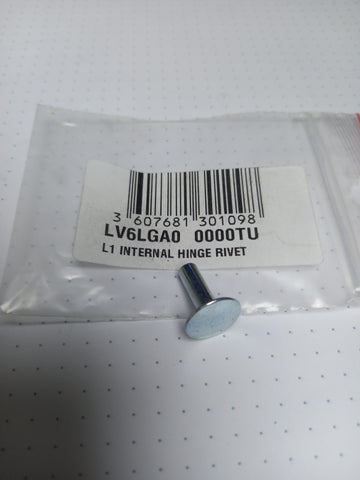 3 607681 301098
LV6LGA0 0000TU
L1 INTERNAL HINGE RIVET